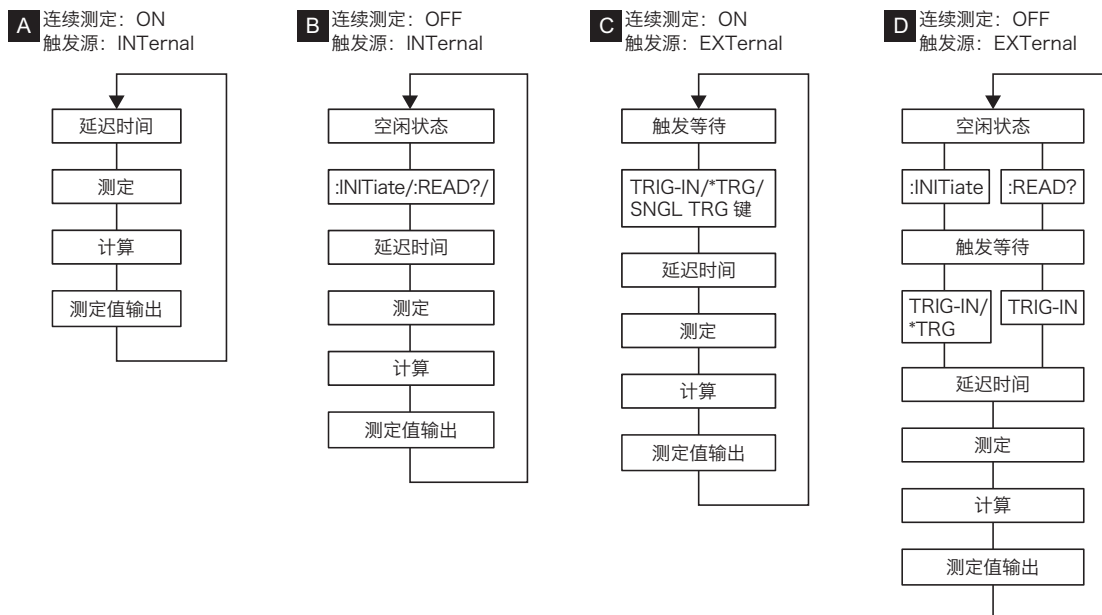 A 连续测定：ON
触发源：INTernal
延迟时间
测定
计算
测定值输出
B 连续测定：OFF
触发源：INTernal
空闲状态
:INITiate/:READ?/
延迟时间
测定
计算
测定值输出
C 连续测定：ON
触发源：EXTernal
触发等待
TRIG-IN/*TRG/
SNGL TRG 键
延迟时间
测定
计算
测定值输出
D 连续测定：OFF
触发源：EXTernal
空闲状态
:INITiate
:READ?
触发等待
TRIG-IN/
*TRG
TRIG-IN
延迟时间
测定
计算
测定值输出